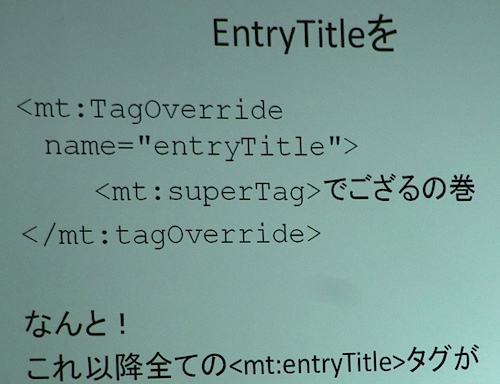 EntryTitleを
<mt:TagOverride
name="entryTitle">
<mt:superTag>でござるの巻
</mt:tagOverride>
なんと！
これ以降全ての<mt:entryTitle>タグが